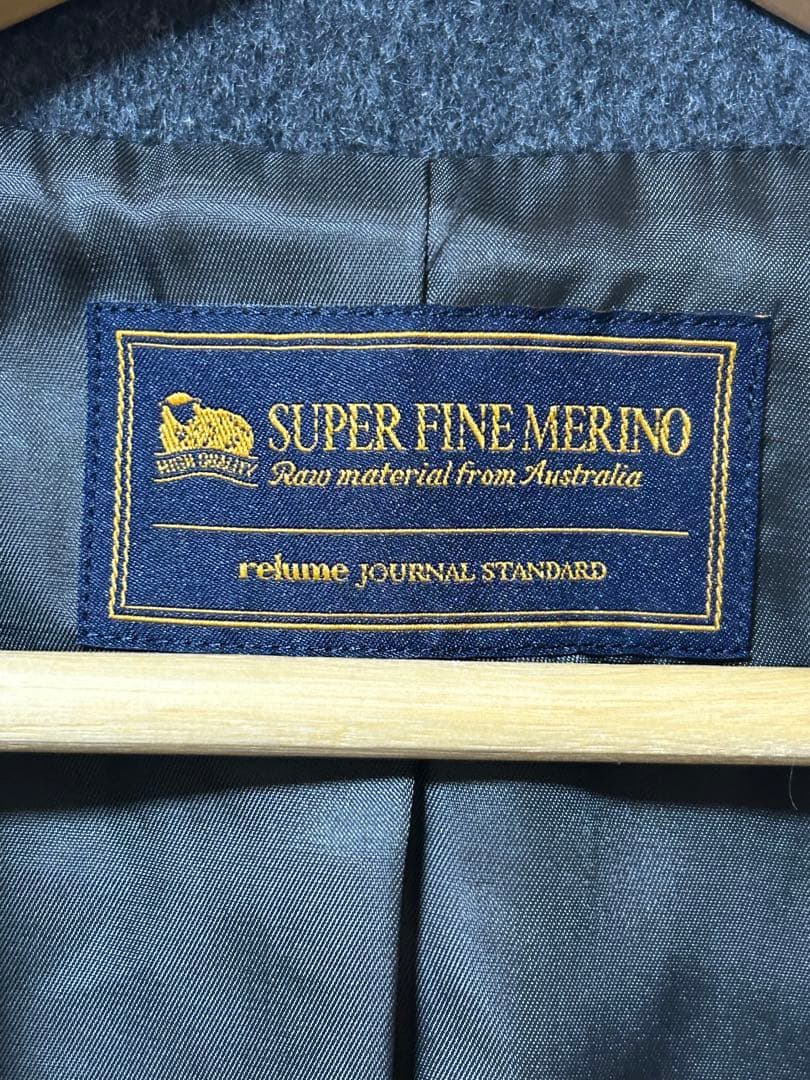 SUPER FINE MERINO
HIGH QUALITY
Raw material from Australia
relume JOURNAL STANDARD